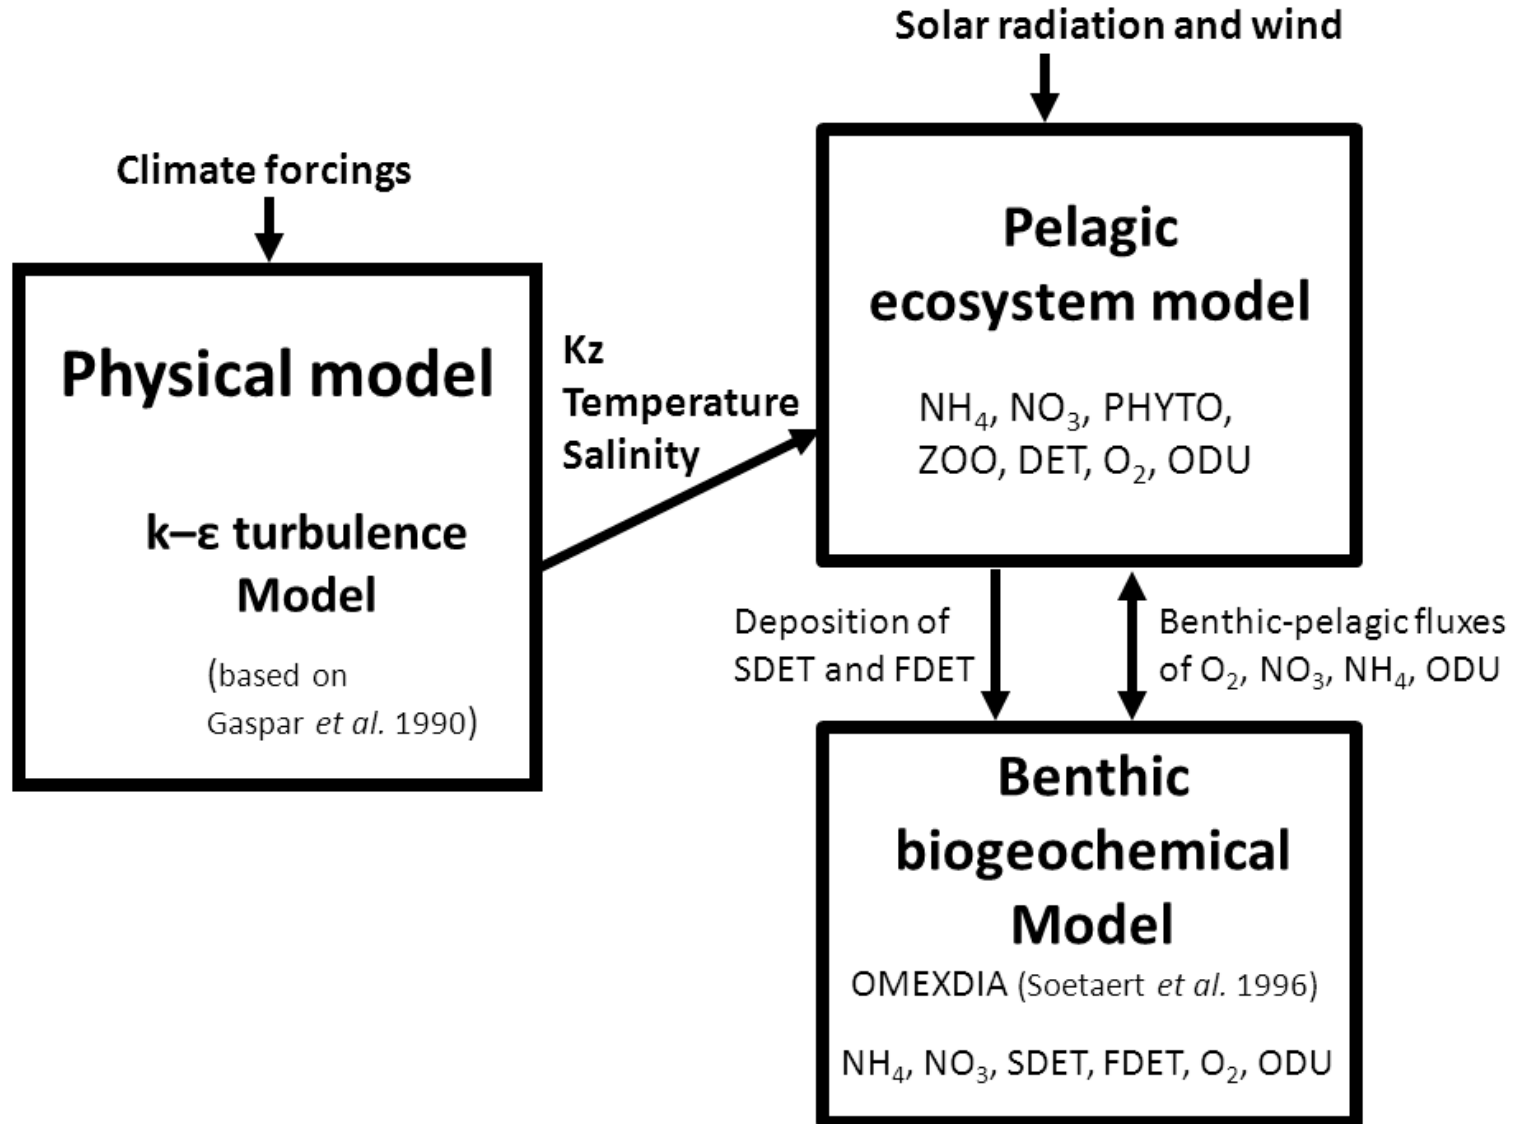 Solar radiation and wind
Climate forcings
Physical model
k–ε turbulence
Model
(based on
Gaspar et al. 1990)
Kz
Temperature
Salinity
Pelagic
ecosystem model
NH₄, NO₃, PHYTO,
ZOO, DET, O₂, ODU
Deposition of
SDET and FDET
Benthic-pelagic fluxes
of O₂, NO₃, NH₄, ODU
Benthic
biogeochemical
Model
OMEXDIA (Soetaert et al. 1996)
NH₄, NO₃, SDET, FDET, O₂, ODU